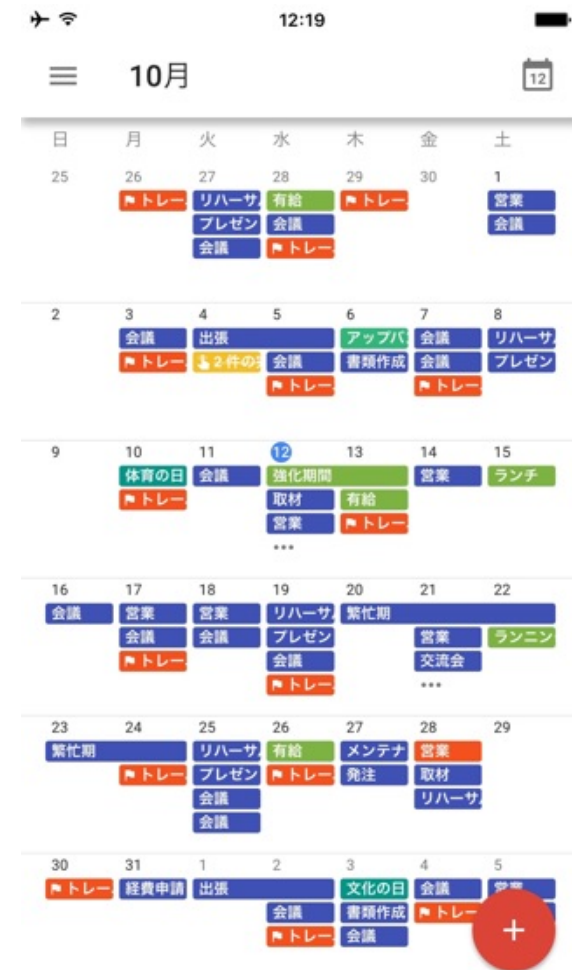 12:19
10月
12
日 月 火 水 木 金 土
25 26 27 28 29 30 1
トレー リハーサ 有給 トレー 営業
プレゼン 会議 会議
会議 トレー
2 3 4 5 6 7 8
会議 出張 アップバ 会議 リハーサ
トレー 2件の 会議 書類作成 会議 プレゼン
トレー トレー
9 10 11 12 13 14 15
体育の日 会議 強化期間 営業 ランチ
トレー 取材 有給
営業 トレー
•••
16 17 18 19 20 21 22
会議 営業 営業 リハーサ 繁忙期
会議 会議 プレゼン 営業 ランニン
トレー 会議 交流会
トレー •••
23 24 25 26 27 28 29
繁忙期 リハーサ 有給 メンテナ 営業
トレー プレゼン トレー 発注 取材
会議 リハーサ
会議
30 31 1 2 3 4 5
トレー 経費申請 出張 文化の日 会議 営業
会議 書類作成 トレー
トレー 会議
+